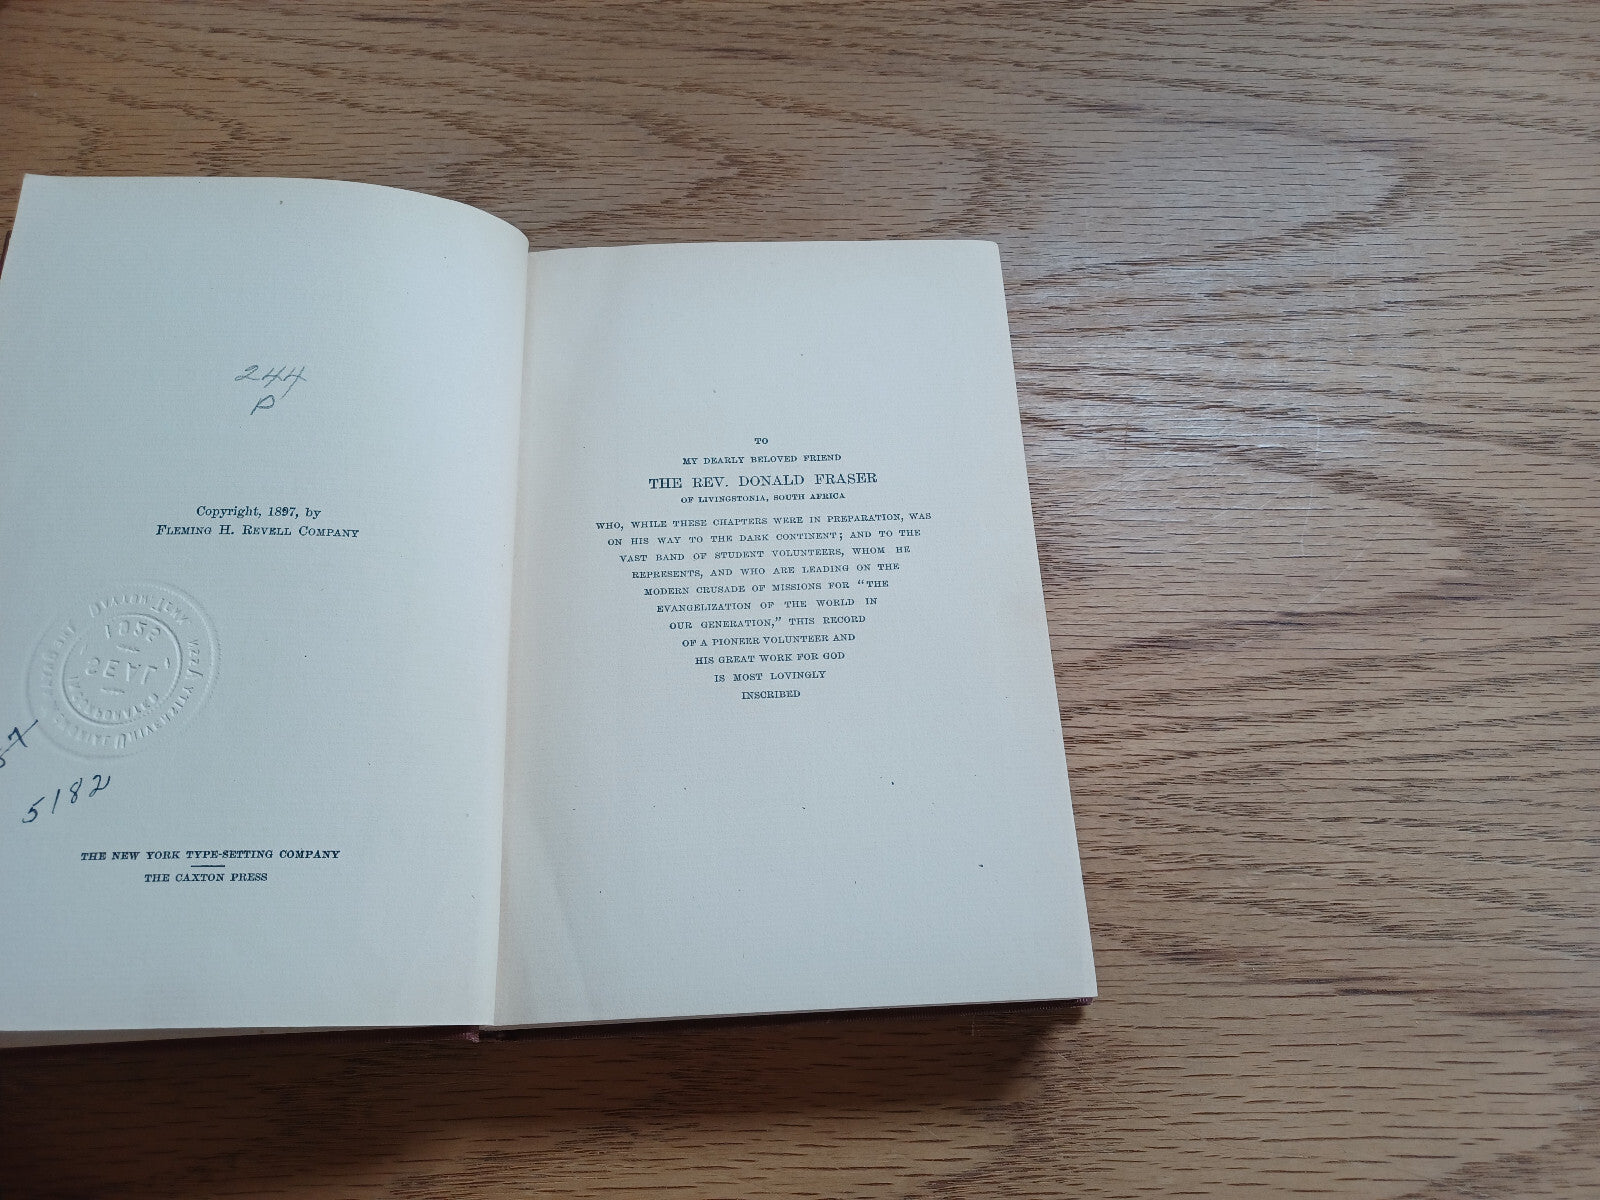 244
P
Copyright, 1897, by
FLEMING H. REVELL COMPANY
SEAL
5182
THE NEW YORK TYPE-SETTING COMPANY
THE CAXTON PRESS
TO
MY DEARLY BELOVED FRIEND
THE REV. DONALD FRASER
OF LIVINGSTONIA, SOUTH AFRICA
WHO, WHILE THESE CHAPTERS WERE IN PREPARATION, WAS
ON HIS WAY TO THE DARK CONTINENT; AND TO THE
VAST BAND OF STUDENT VOLUNTEERS, WHOM HE
REPRESENTS, AND WHO ARE LEADING ON THE
MODERN CRUSADE OF MISSIONS FOR "THE
EVANGELIZATION OF THE WORLD IN
OUR GENERATION," THIS RECORD
OF A PIONEER VOLUNTEER AND
HIS GREAT WORK FOR GOD
IS MOST LOVINGLY
INSCRIBED